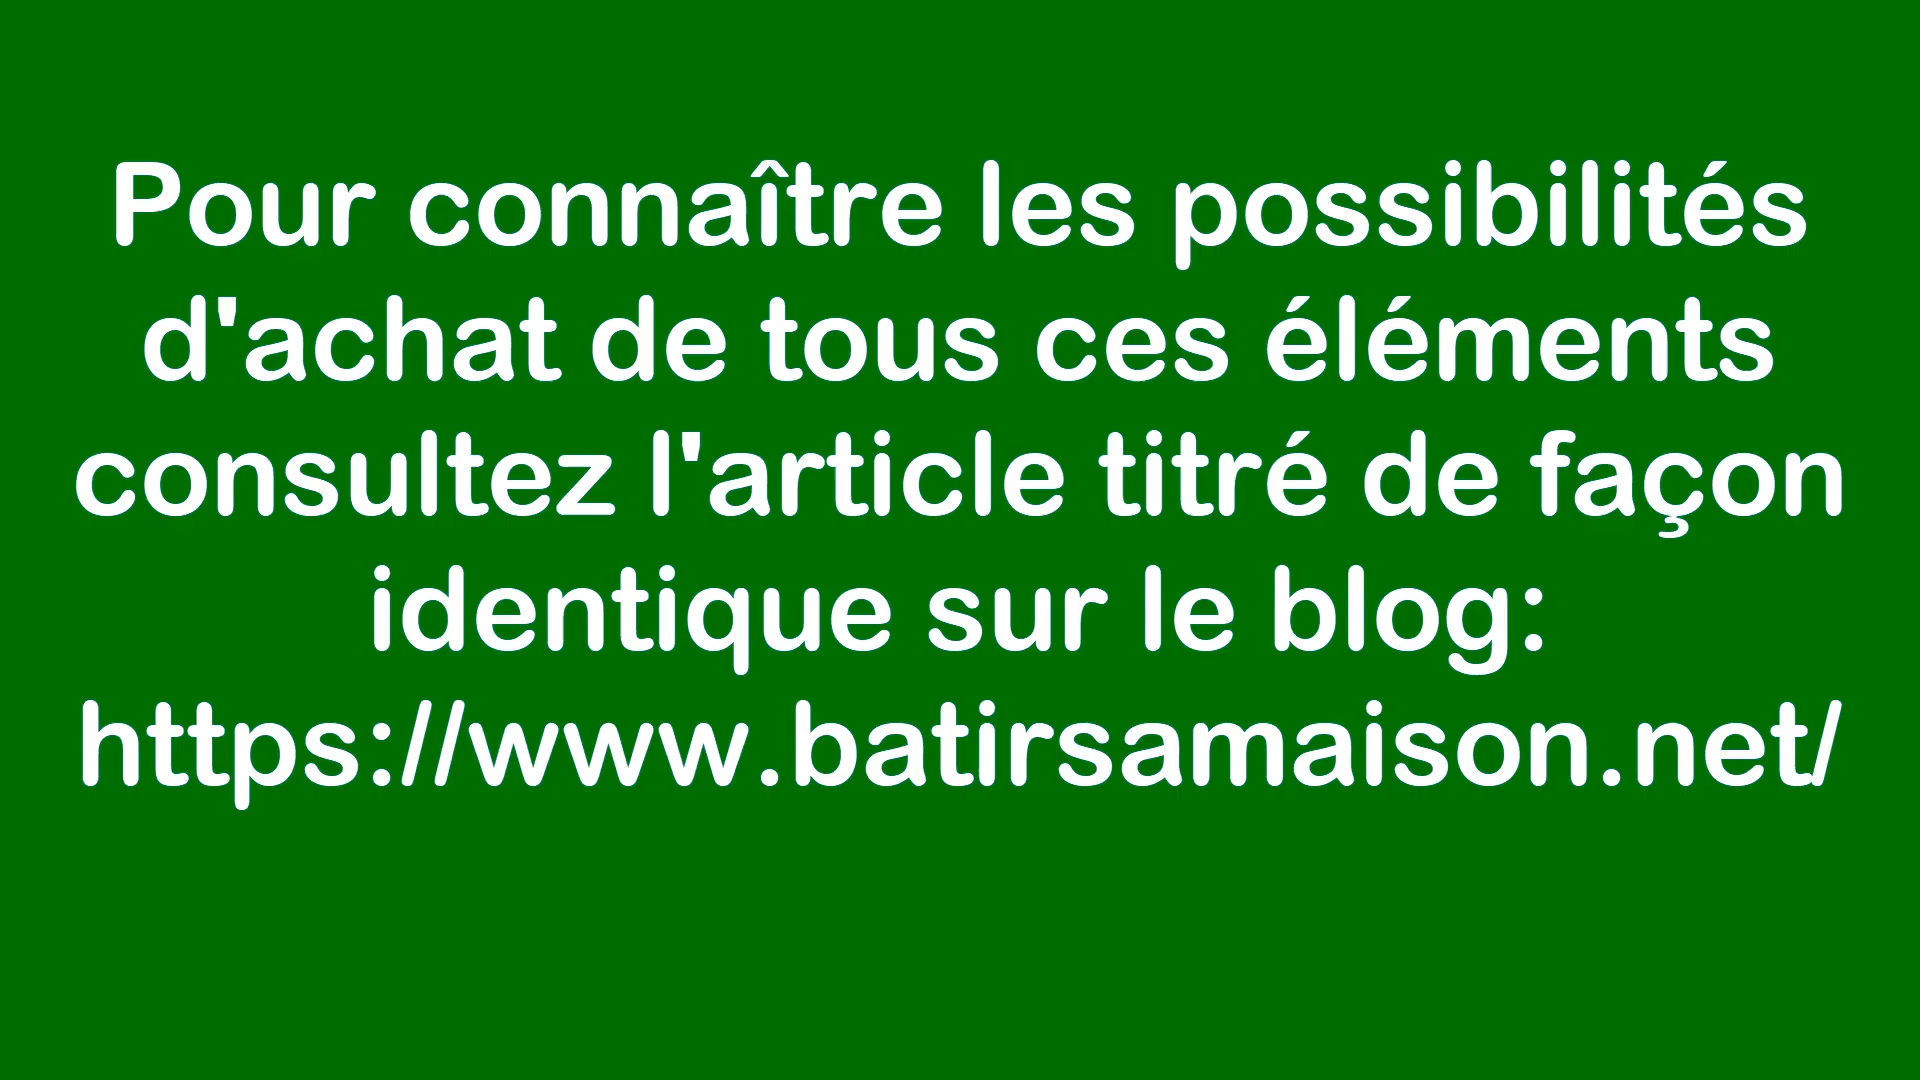 Pour connaître les possibilités
d'achat de tous ces éléments
consultez l'article titré de façon
identique sur le blog:
https://www.batirsamaison.net/